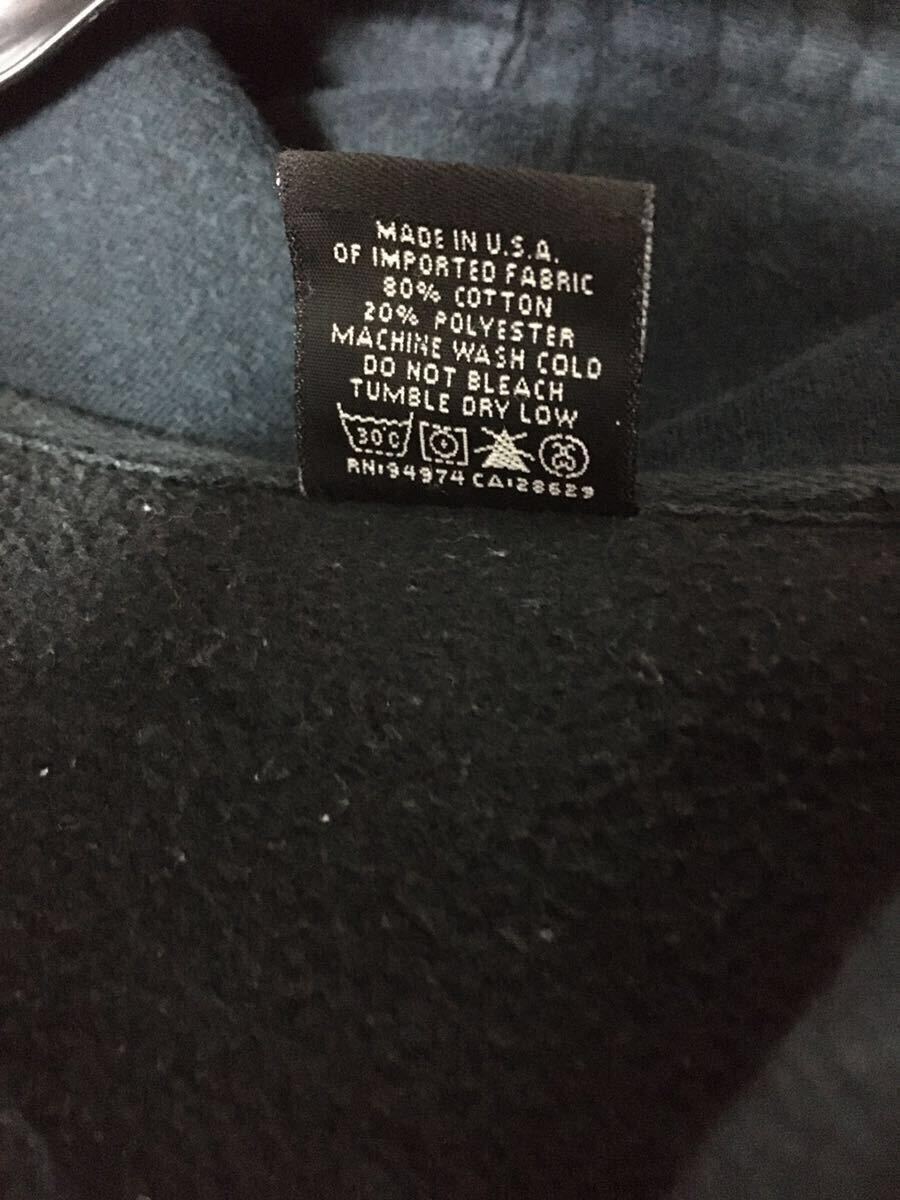 MADE IN U.S.A.
OF IMPORTED FABRIC
80% COTTON
20% POLYESTER
MACHINE WASH COLD
DO NOT BLEACH
TUMBLE DRY LOW
30°C
RN:94974 CA:28629